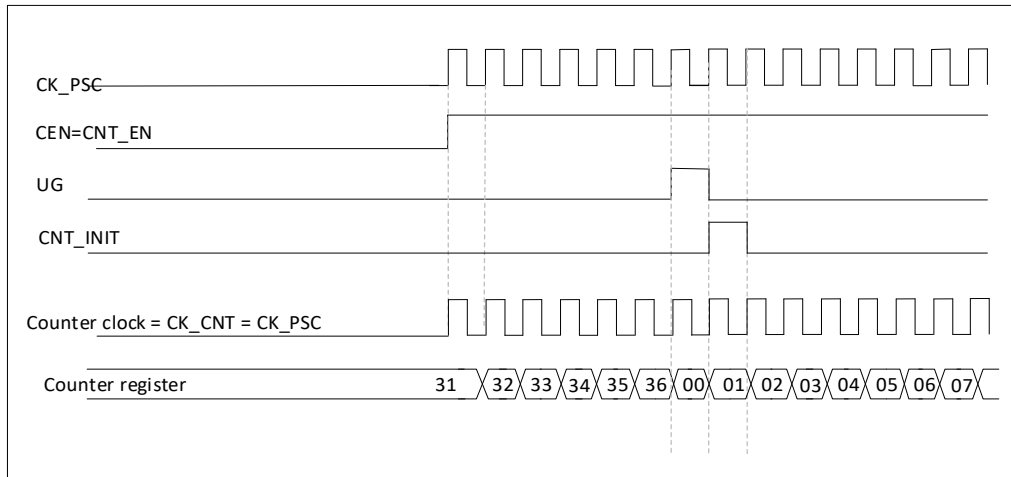 CK_PSC
CEN=CNT_EN
UG
CNT_INIT
Counter clock = CK_CNT = CK_PSC
Counter register 31 32 33 34 35 36 00 01 02 03 04 05 06 07